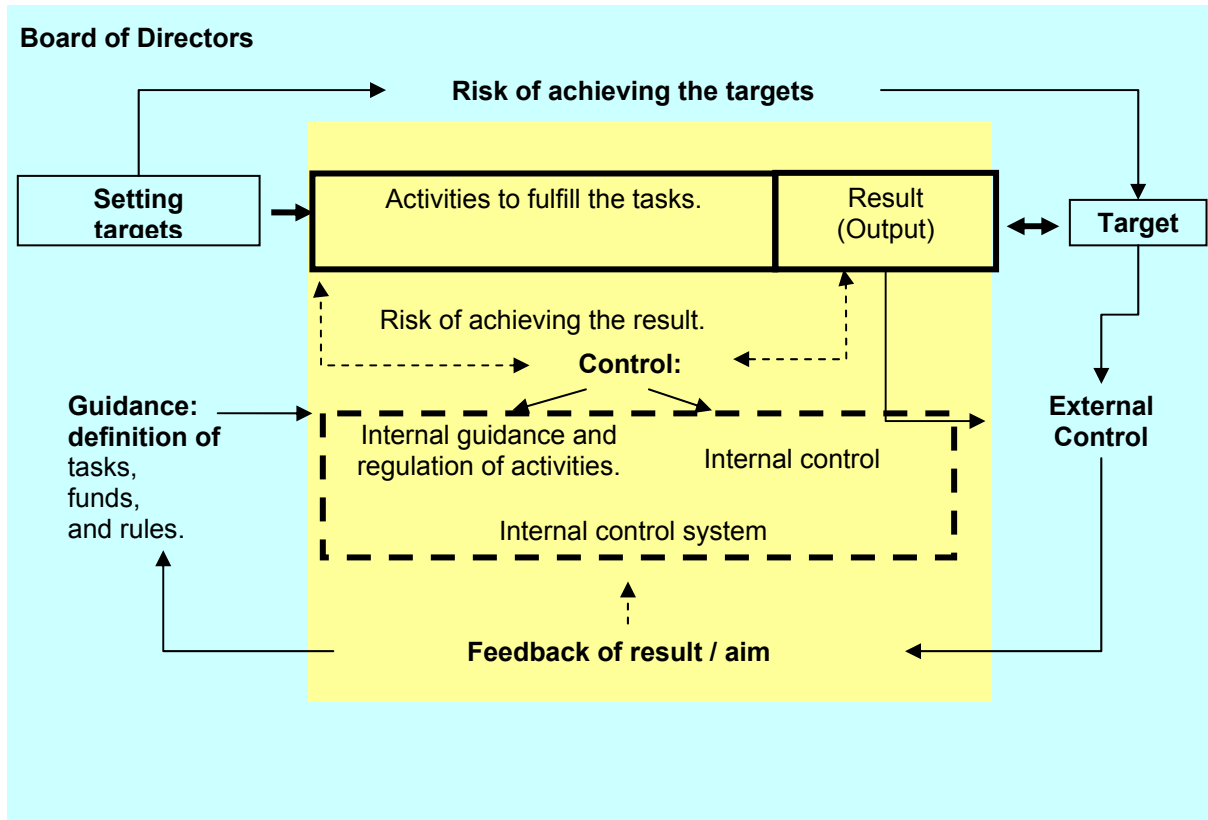 Board of Directors
Risk of achieving the targets
Setting
targets
Activities to fulfill the tasks.
Result
(Output)
Target
Risk of achieving the result.
Control:
Guidance:
definition of
tasks,
funds,
and rules.
Internal guidance and
regulation of activities.
Internal control
External
Control
Internal control system
Feedback of result / aim